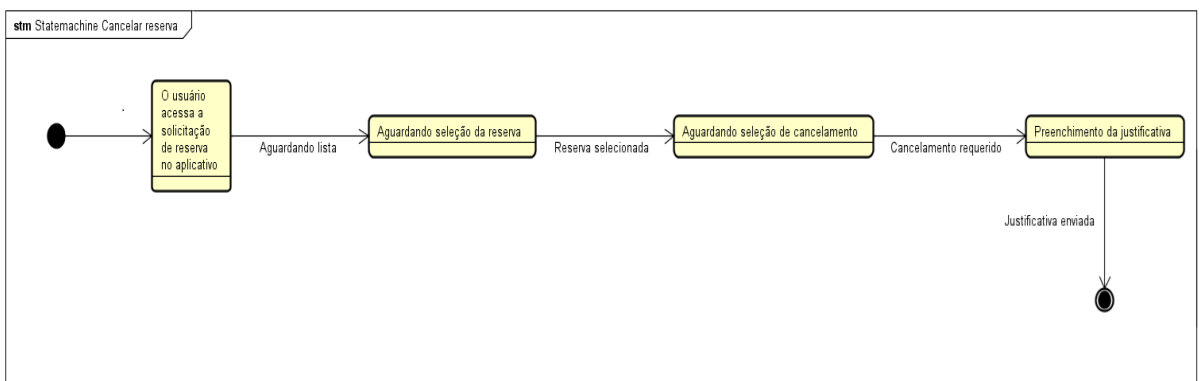 stm Statemachine Cancelar reserva
O usuário
acessa a
solicitação
de reserva
no aplicativo
Aguardando lista
Aguardando seleção da reserva
Reserva selecionada
Aguardando seleção de cancelamento
Cancelamento requerido
Preenchimento da justificativa
Justificativa enviada